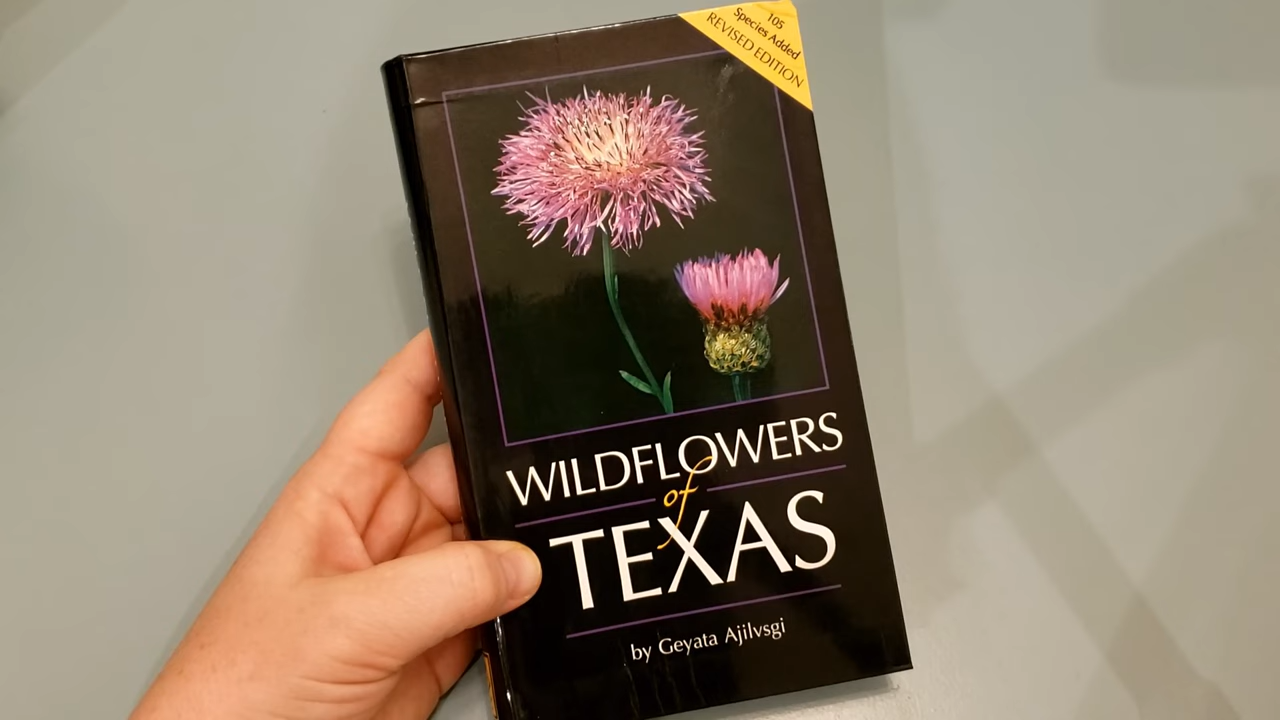 105
Species Added
REVISED EDITION
WILDFLOWERS
of
TEXAS
by Geyata Ajilvsgi